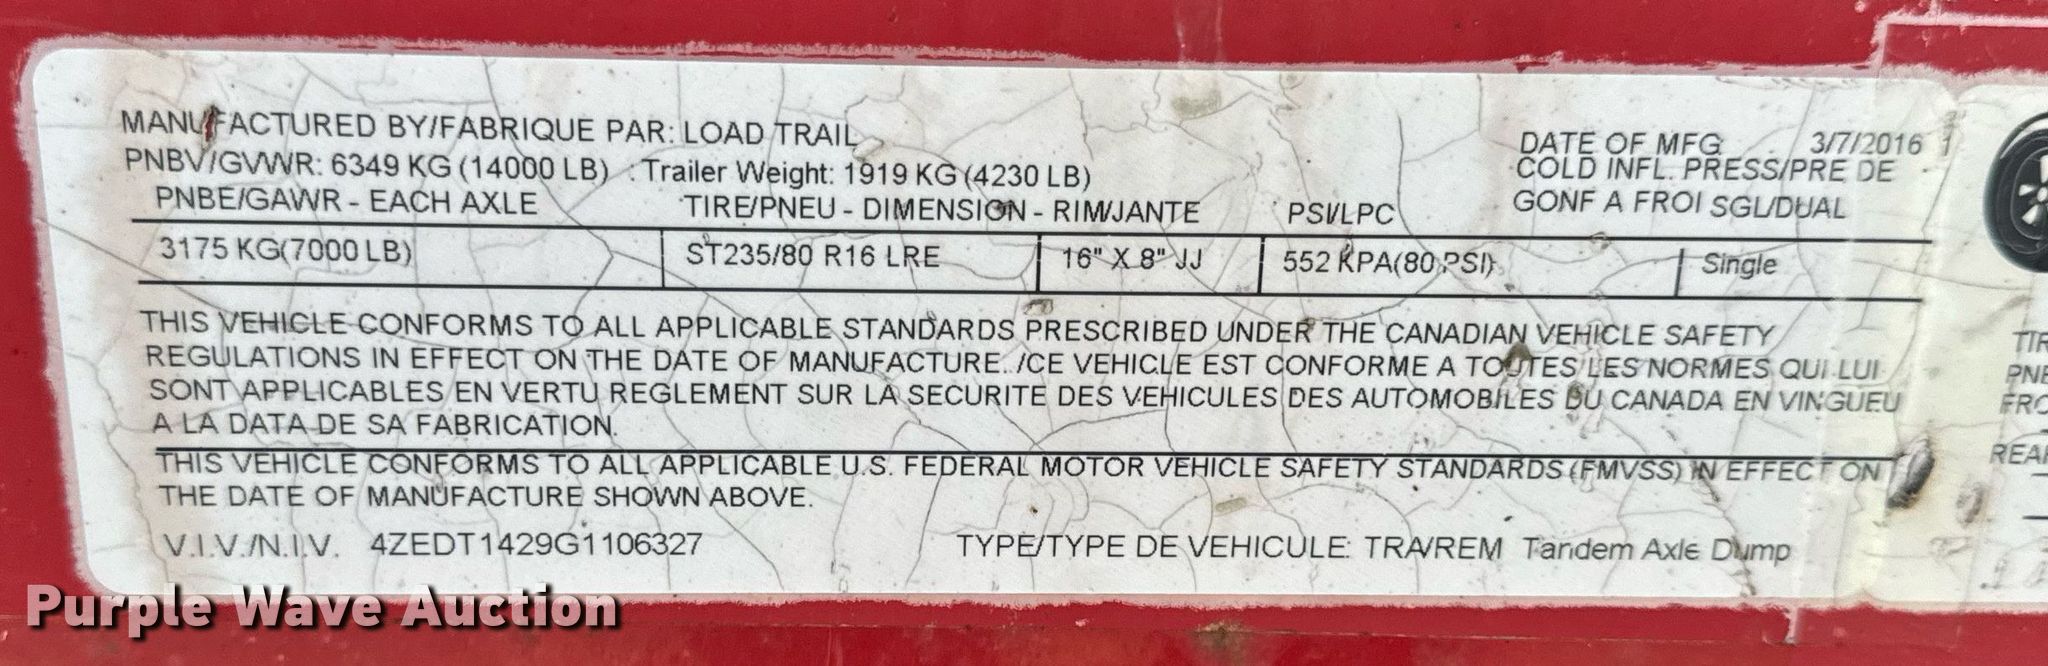 MANUFACTURED BY/FABRIQUE PAR: LOAD TRAIL
DATE OF MFG 3/7/2016
PNBV/GVWR: 6349 KG (14000 LB) Trailer Weight: 1919 KG (4230 LB)
COLD INFL. PRESS/PRE DE
PNBE/GAWR - EACH AXLE TIRE/PNEU - DIMENSION - RIM/JANTE PSI/LPC GONF A FROI SGL/DUAL
3175 KG(7000 LB) ST235/80 R16 LRE 16" X 8" JJ 552 KPA(80 PSI) Single
THIS VEHICLE CONFORMS TO ALL APPLICABLE STANDARDS PRESCRIBED UNDER THE CANADIAN VEHICLE SAFETY
REGULATIONS IN EFFECT ON THE DATE OF MANUFACTURE. /CE VEHICLE EST CONFORME A TOUTES LES NORMES QUI LUI
SONT APPLICABLES EN VERTU REGLEMENT SUR LA SECURITE DES VEHICULES DES AUTOMOBILES DU CANADA EN VINGUEU
A LA DATA DE SA FABRICATION.
THIS VEHICLE CONFORMS TO ALL APPLICABLE U.S. FEDERAL MOTOR VEHICLE SAFETY STANDARDS (FMVSS) IN EFFECT ON
THE DATE OF MANUFACTURE SHOWN ABOVE.
V.I.V./N.I.V. 4ZEDT1429G1106327 TYPE/TYPE DE VEHICULE: TRA/REM Tandem Axle Dump
Purple Wave Auction